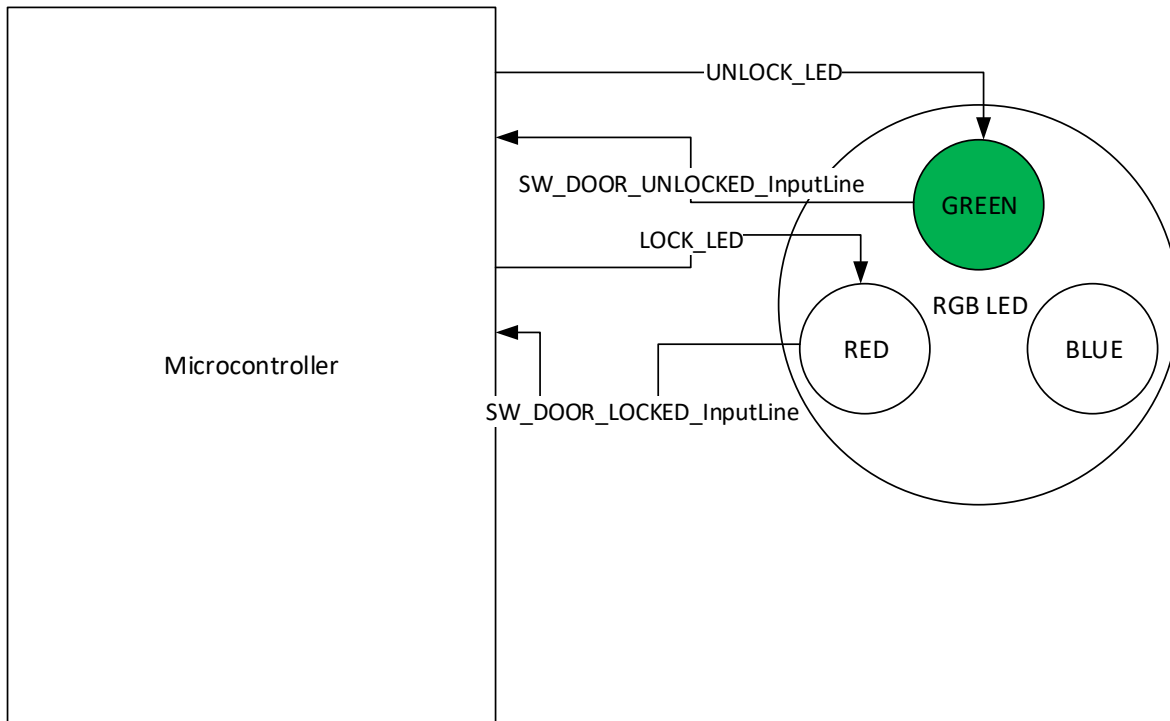 UNLOCK_LED
SW_DOOR_UNLOCKED_InputLine
GREEN
LOCK_LED
RGB LED
Microcontroller
RED
BLUE
SW_DOOR_LOCKED_InputLine